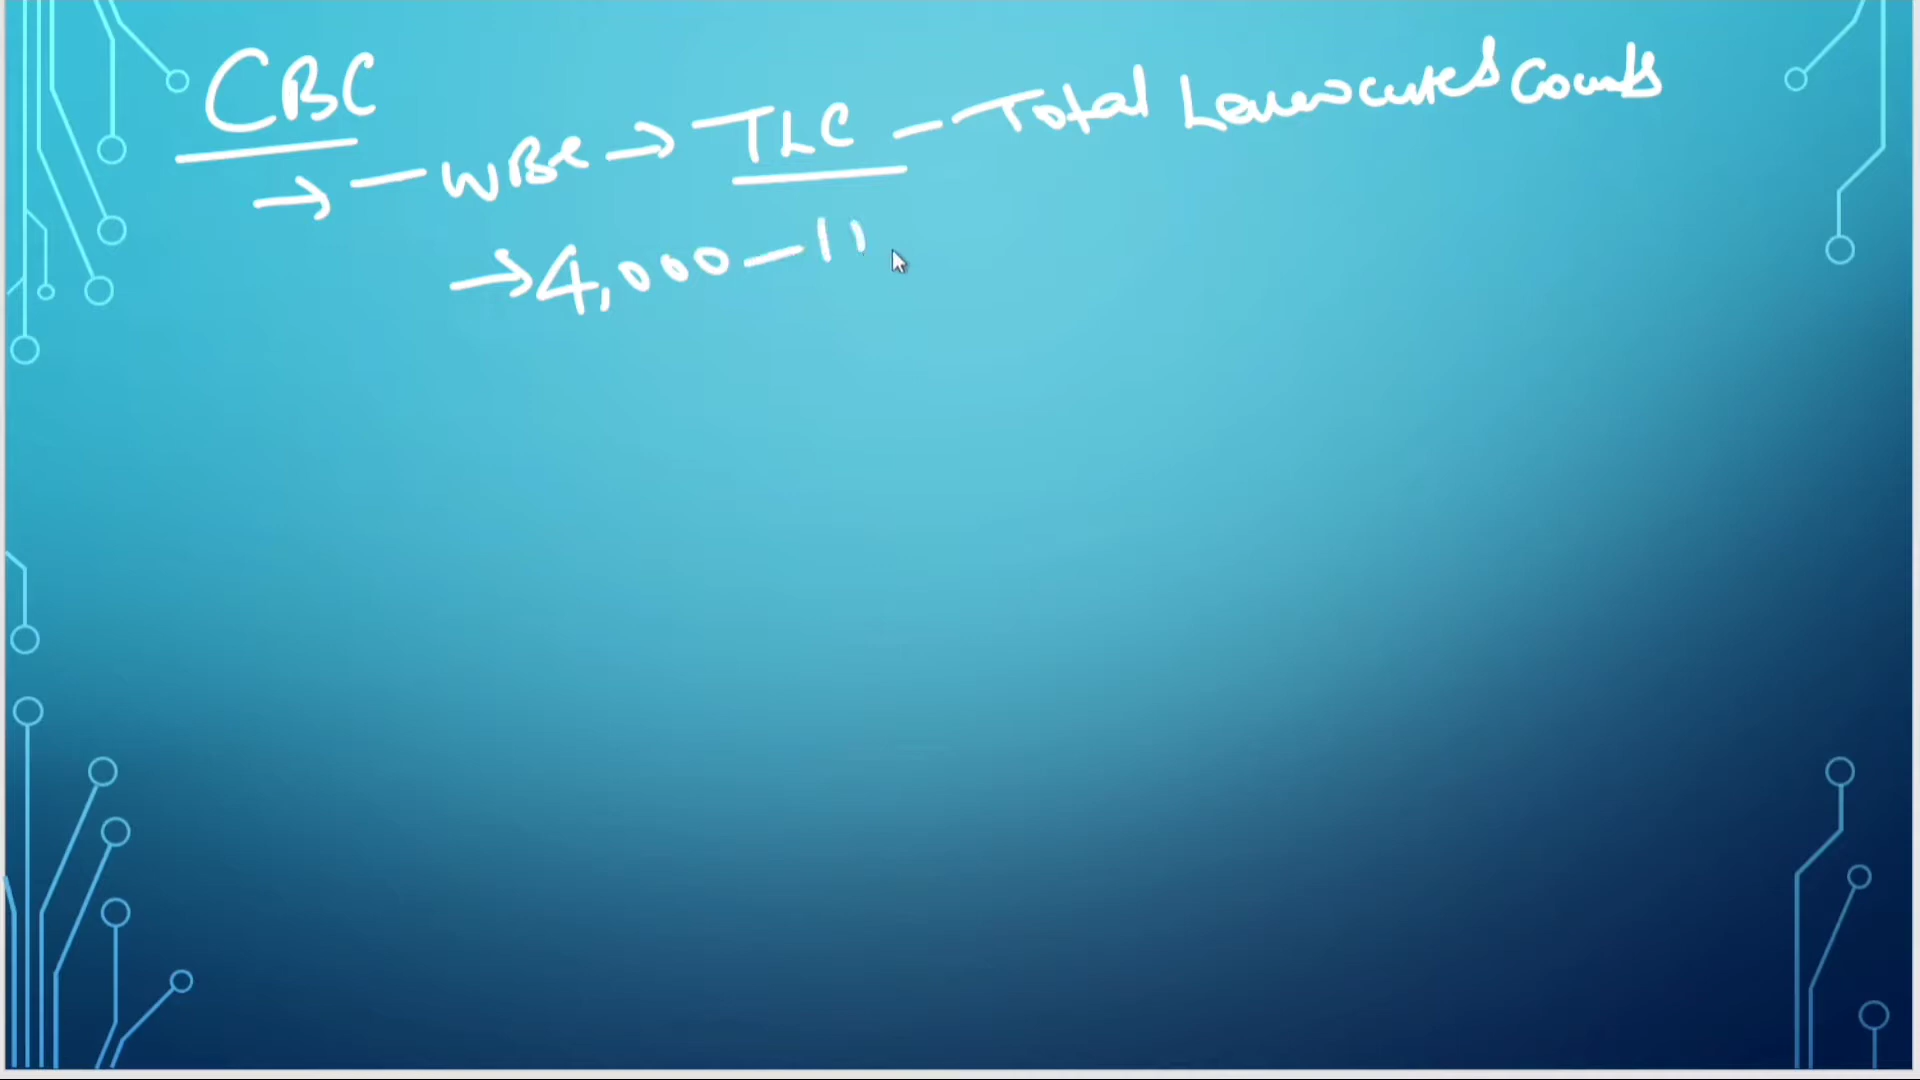 CBC
→ - WBC → TLC - Total Leucocytes Counts
→ 4,000 - 11